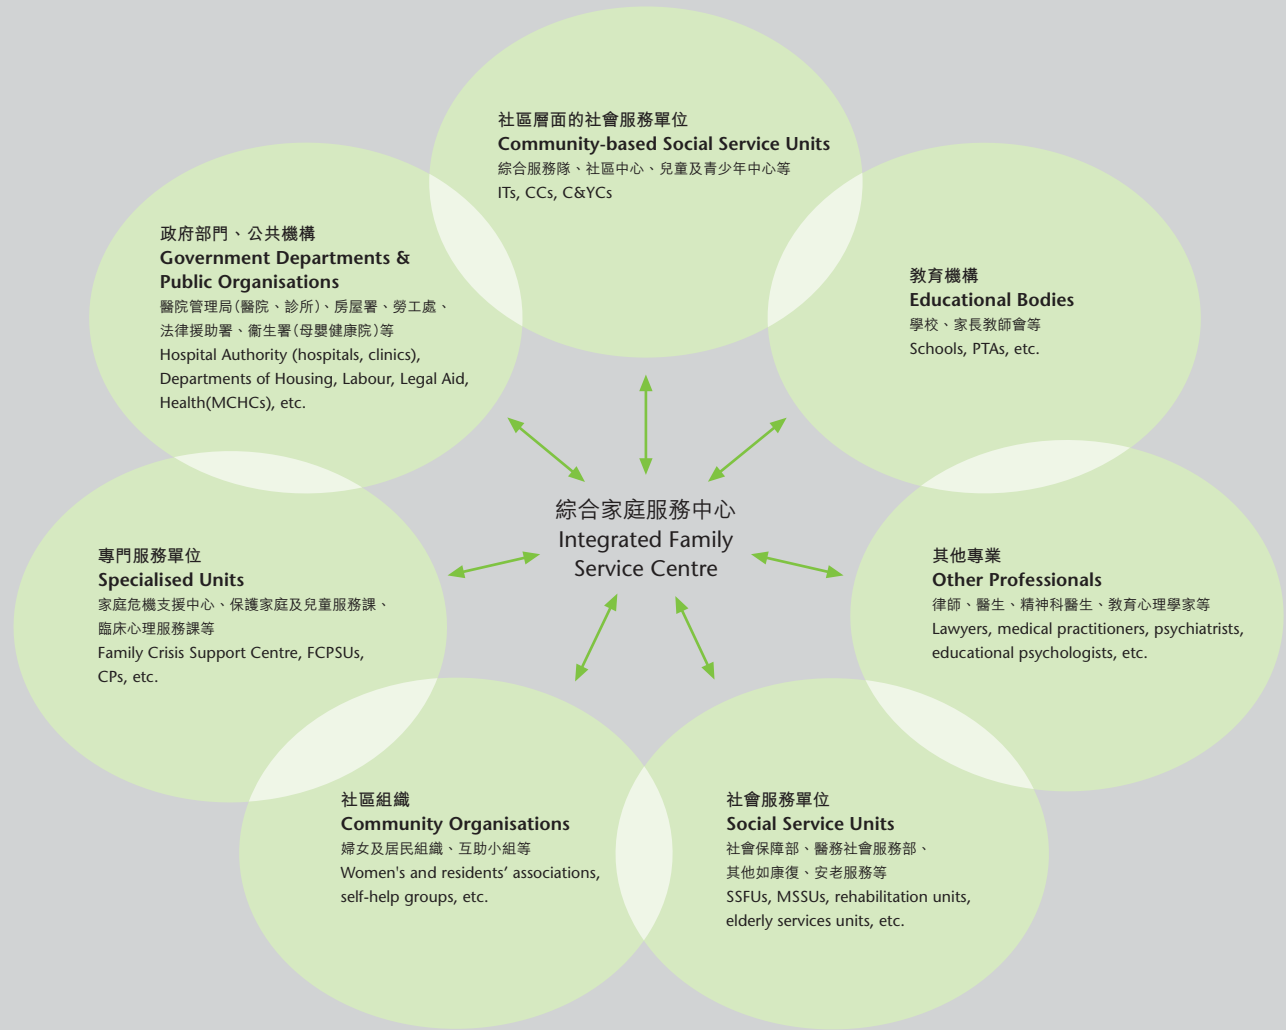 社區層面的社會服務單位
Community-based Social Service Units
綜合服務隊、社區中心、兒童及青少年中心等
ITs, CCs, C&YCs
政府部門、公共機構
Government Departments &
Public Organisations
醫院管理局(醫院、診所)、房屋署、勞工處、
法律援助署、衞生署(母嬰健康院)等
Hospital Authority (hospitals, clinics),
Departments of Housing, Labour, Legal Aid,
Health(MCHCs), etc.
教育機構
Educational Bodies
學校、家長教師會等
Schools, PTAs, etc.
綜合家庭服務中心
Integrated Family
Service Centre
專門服務單位
Specialised Units
家庭危機支援中心、保護家庭及兒童服務課、
臨床心理服務課等
Family Crisis Support Centre, FCPSUs,
CPs, etc.
其他專業
Other Professionals
律師、醫生、精神科醫生、教育心理學家等
Lawyers, medical practitioners, psychiatrists,
educational psychologists, etc.
社區組織
Community Organisations
婦女及居民組織、互助小組等
Women's and residents’ associations,
self-help groups, etc.
社會服務單位
Social Service Units
社會保障部、醫務社會服務部、
其他如康復、安老服務等
SSFUs, MSSUs, rehabilitation units,
elderly services units, etc.